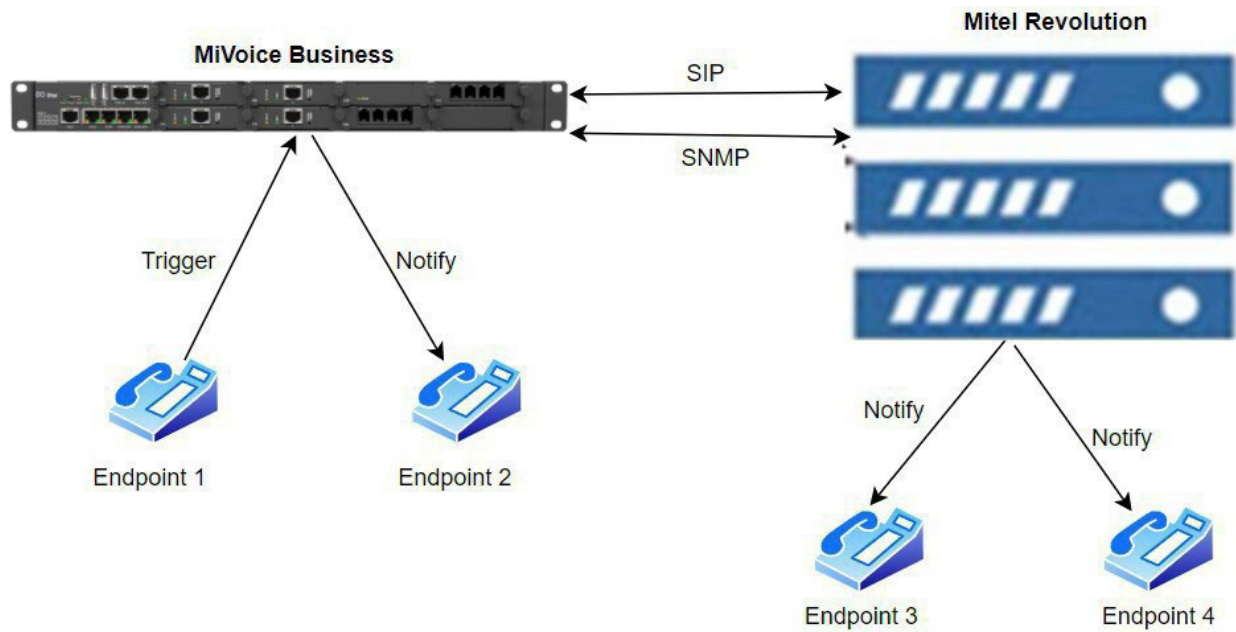 Mitel Revolution
MiVoice Business
SIP
SNMP
Trigger
Notify
Notify
Notify
Endpoint 1
Endpoint 2
Endpoint 3
Endpoint 4